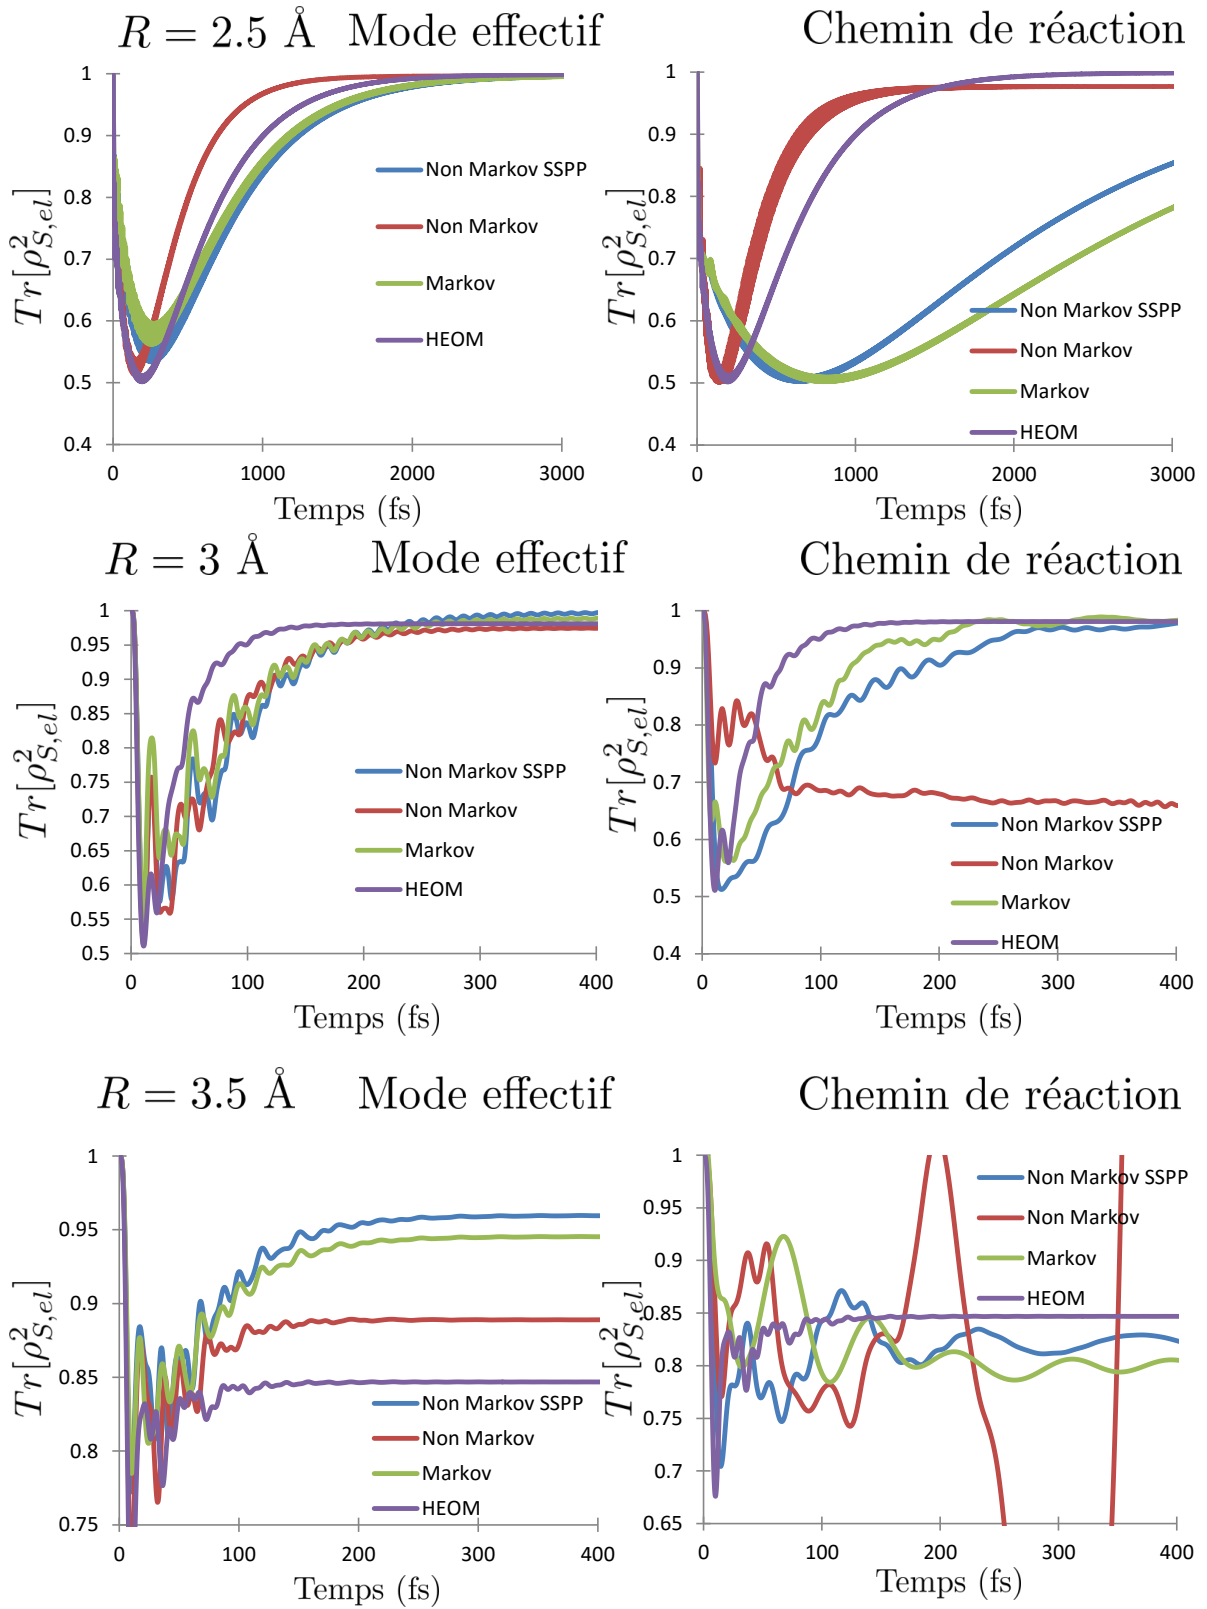 R = 2.5 Å Mode effectif
Chemin de réaction
Tr[ρ²S,el]
1
0.9
0.8
0.7
0.6
0.5
0.4
0
1000
2000
3000
Non Markov SSPP
Non Markov
Markov
HEOM
Temps (fs)
Tr[ρ²S,el]
1
0.9
0.8
0.7
0.6
0.5
0.4
0
1000
2000
3000
Non Markov SSPP
Non Markov
Markov
HEOM
Temps (fs)
R = 3 Å Mode effectif
Chemin de réaction
Tr[ρ²S,el]
1
0.95
0.9
0.85
0.8
0.75
0.7
0.65
0.6
0.55
0.5
0
100
200
300
400
Non Markov SSPP
Non Markov
Markov
HEOM
Temps (fs)
Tr[ρ²S,el]
1
0.9
0.8
0.7
0.6
0.5
0.4
0
100
200
300
400
Non Markov SSPP
Non Markov
Markov
HEOM
Temps (fs)
R = 3.5 Å Mode effectif
Chemin de réaction
Tr[ρ²S,el]
1
0.95
0.9
0.85
0.8
0.75
0
100
200
300
400
Non Markov SSPP
Non Markov
Markov
HEOM
Temps (fs)
Tr[ρ²S,el]
1
0.95
0.9
0.85
0.8
0.75
0.7
0.65
0
100
200
300
400
Non Markov SSPP
Non Markov
Markov
HEOM
Temps (fs)